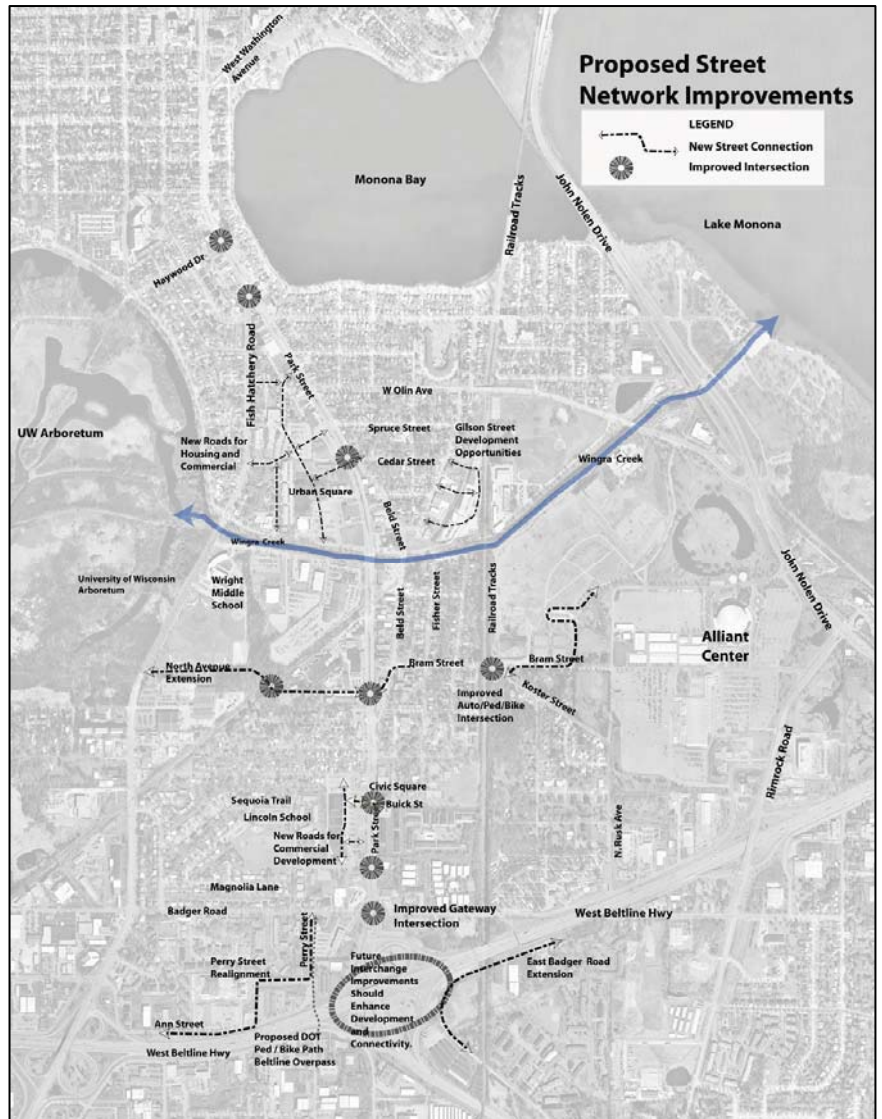 West Washington
Avenue
Proposed Street
Network Improvements
LEGEND
New Street Connection
Improved Intersection
Monona Bay
Railroad Tracks
John Nolen Drive
Lake Monona
Haywood Dr
Fish Hatchery Road
Park Street
W Olin Ave
UW Arboretum
New Roads for
Housing and
Commercial
Spruce Street
Cedar Street
Gilson Street
Development
Opportunities
Urban Square
Wingra Creek
Beld Street
Wingra Creek
University of Wisconsin
Arboretum
Wright
Middle
School
Beld Street
Fisher Street
Railroad Tracks
John Nolen Drive
Alliant
Center
North Avenue
Extension
Bram Street
Bram Street
Koster Street
Improved
Auto/Ped/Bike
Intersection
Rimrock Road
Civic Square
Sequoia Trail
Buick St
Lincoln School
Park Street
New Roads for
Commercial
Development
N. Rusk Ave
Magnolia Lane
Badger Road
Improved Gateway
Intersection
West Beltline Hwy
Perry Street
Perry Street
Realignment
Future
Interchange
Improvements
Should
Enhance
Development
and
Connectivity.
East Badger Road
Extension
Ann Street
West Beltline Hwy
Proposed DOT
Ped / Bike Path
Beltline Overpass